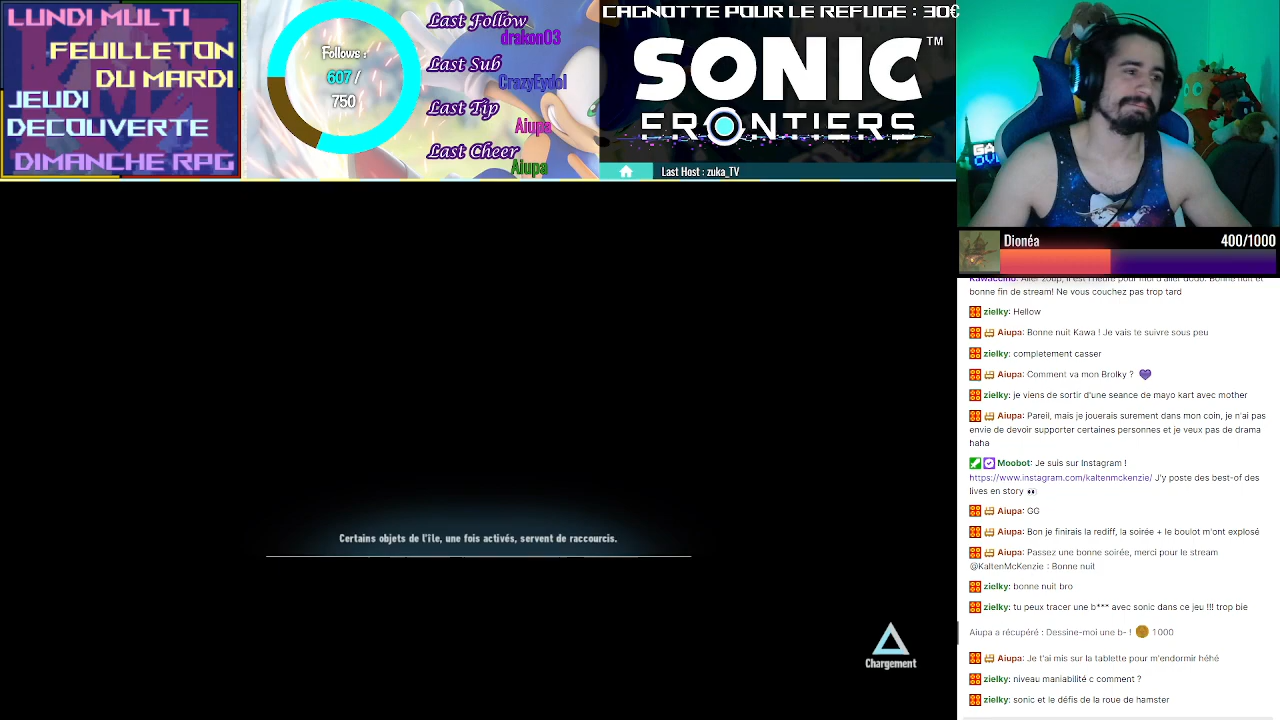 LUNDI MULTI
FEUILLETON
DU MARDI
JEUDI
DECOUVERTE
DIMANCHE RPG
Follows :
607 /
750
Last Follow
drakon03
Last Sub
CrazyEydol
Last Tip
Aiupa
Last Cheer
Aiupa
CAGNOTTE POUR LE REFUGE : 30€
SONIC™
FRONTIERS
Last Host : zuka_TV
GA
OVE
Dionéa
400/1000
bonne fin de stream! Ne vous couchez pas trop tard
zielky: Hellow
Aiupa: Bonne nuit Kawa ! Je vais te suivre sous peu
zielky: completement casser
Aiupa: Comment va mon Brolky ?
zielky: je viens de sortir d'une seance de mayo kart avec mother
Aiupa: Pareil, mais je jouerais surement dans mon coin, je n'ai pas
envie de devoir supporter certaines personnes et je veux pas de drama
haha
Moobot: Je suis sur Instagram !
https://www.instagram.com/kaltenmckenzie/ J'y poste des best-of des
lives en story 👀
Aiupa: GG
Aiupa: Bon je finirais la rediff, la soirée + le boulot m'ont explosé
Aiupa: Passez une bonne soirée, merci pour le stream
@KaltenMcKenzie : Bonne nuit
zielky: bonne nuit bro
zielky: tu peux tracer une b*** avec sonic dans ce jeu !!! trop bie
Aiupa a récupéré : Dessine-moi une b- ! 1000
Aiupa: Je t'ai mis sur la tablette pour m'endormir héhé
zielky: niveau maniabilité c comment ?
zielky: sonic et le défis de la roue de hamster
Certains objets de l'île, une fois activés, servent de raccourcis.
Chargement